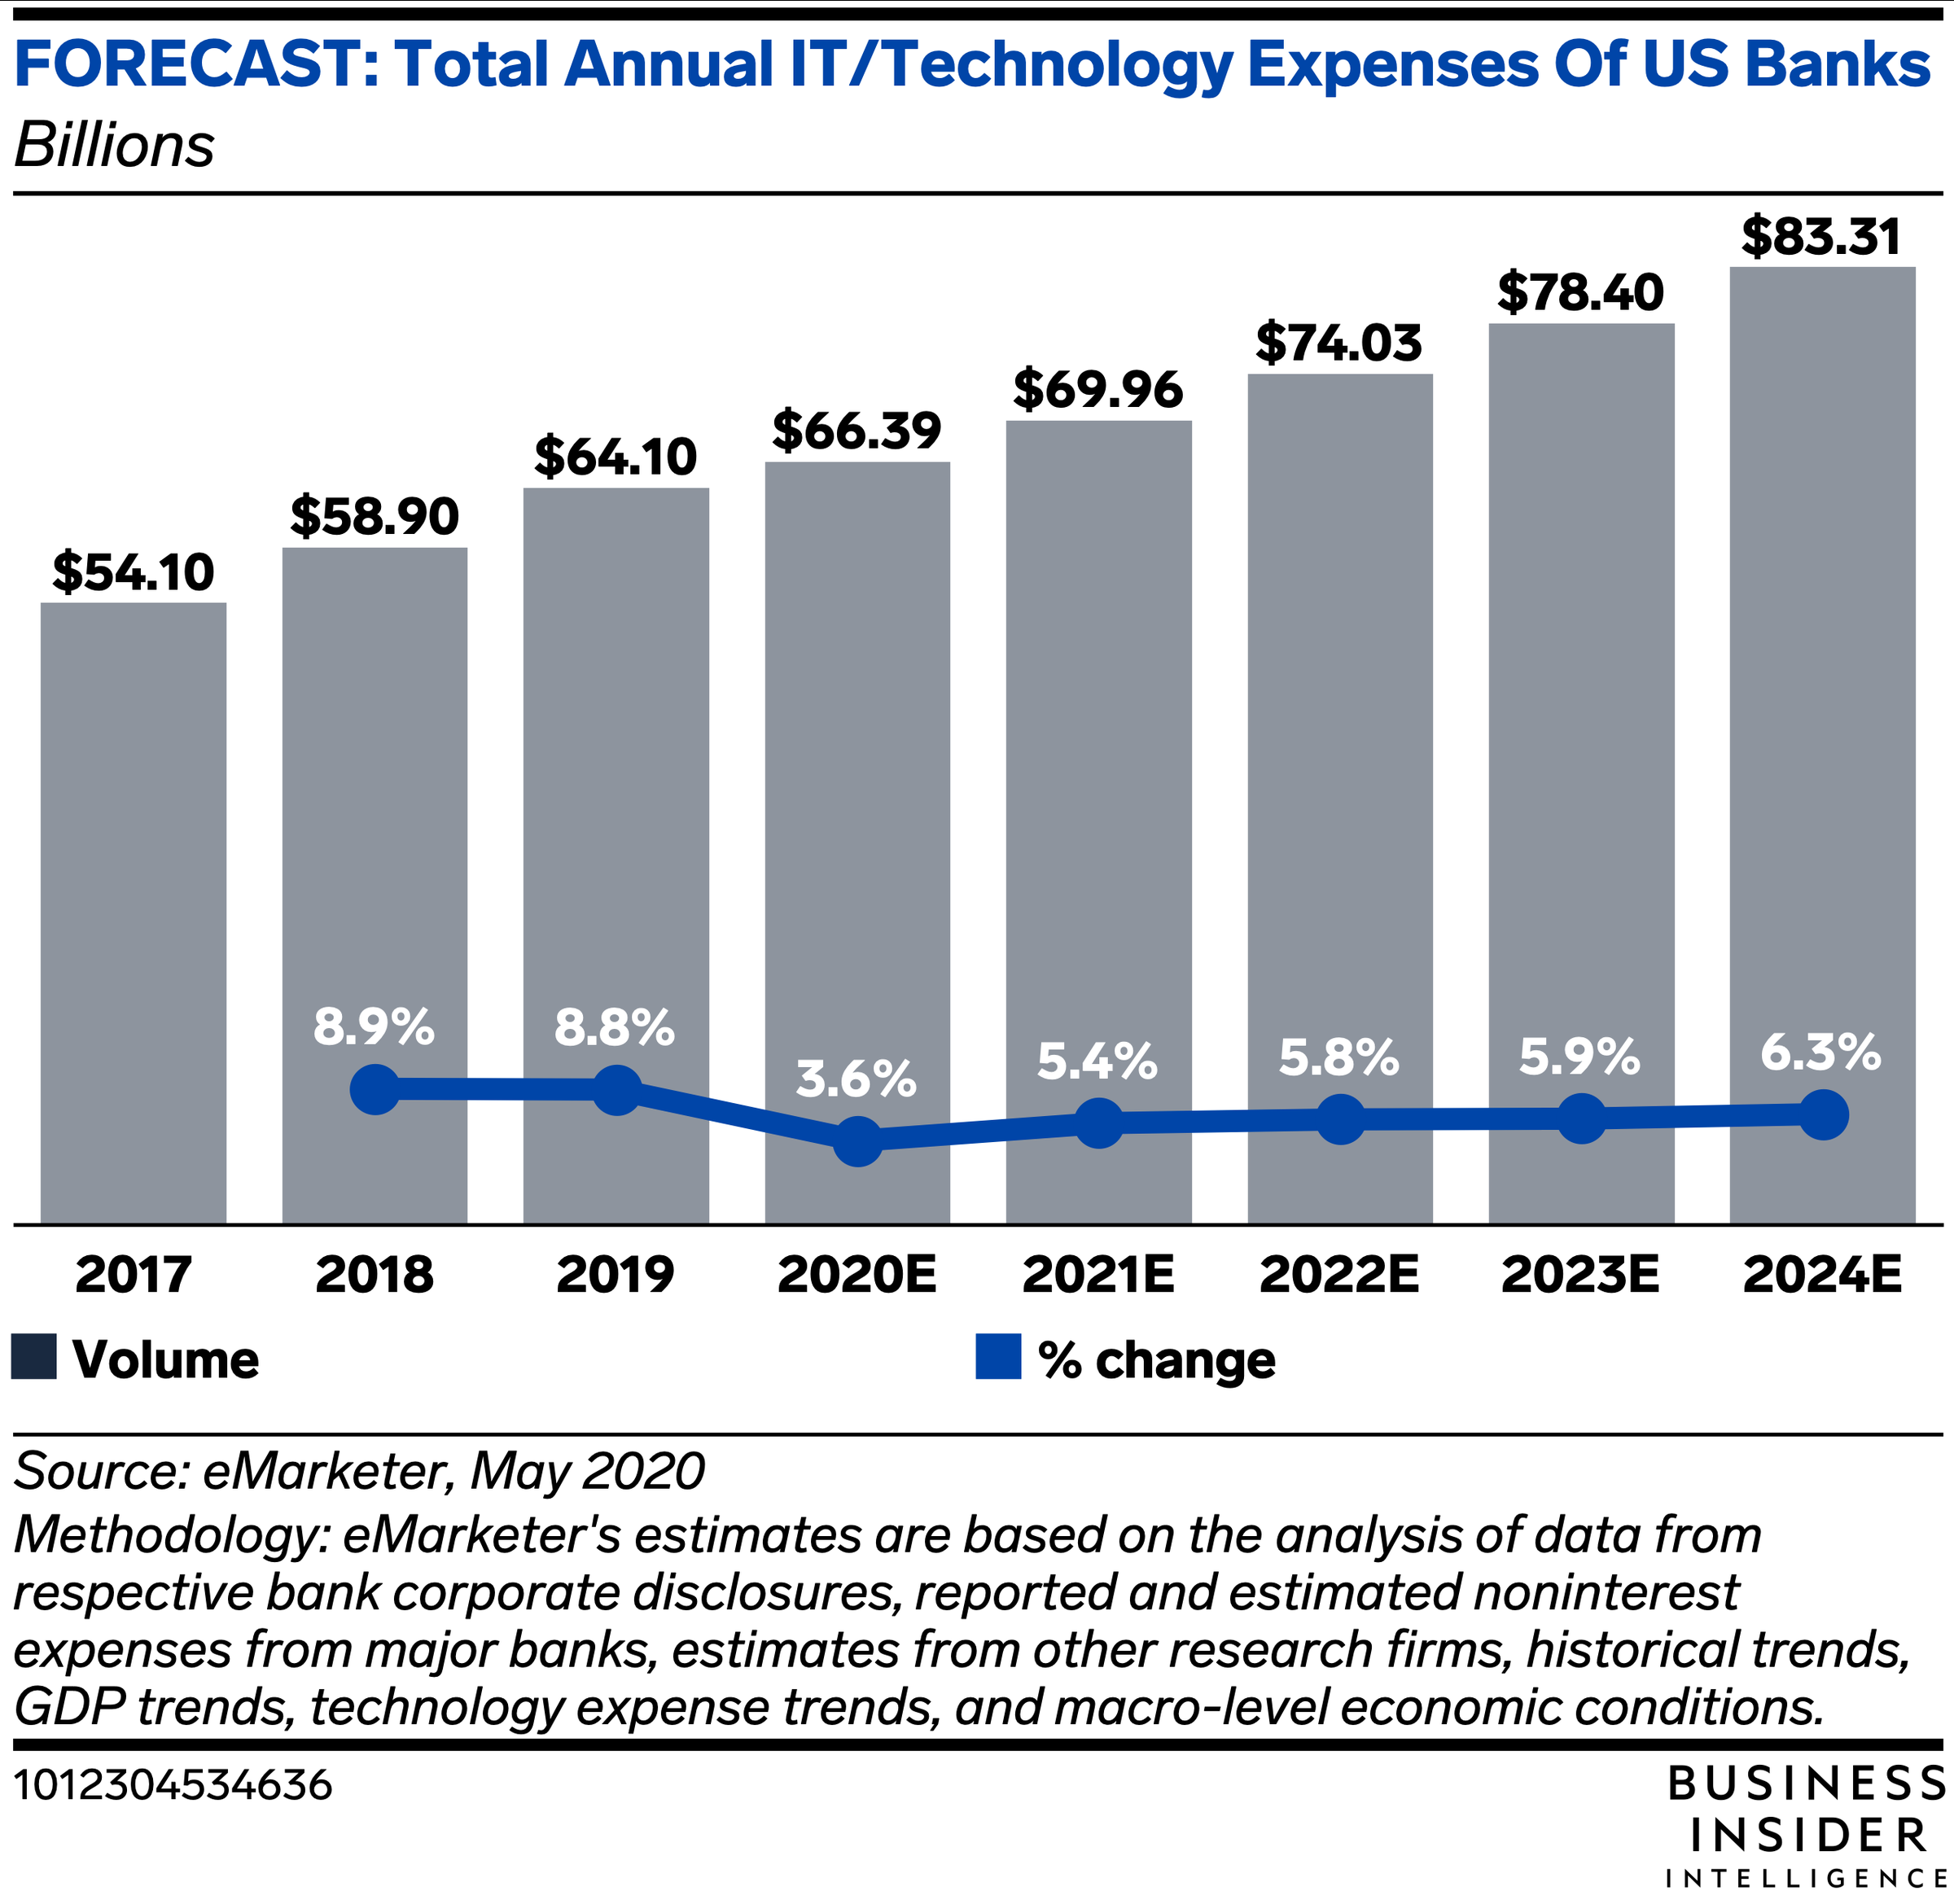 FORECAST: Total Annual IT/Technology Expenses Of US Banks
Billions
$54.10
$58.90
$64.10
$66.39
$69.96
$74.03
$78.40
$83.31
8.9%
8.8%
3.6%
5.4%
5.8%
5.9%
6.3%
2017 2018 2019 2020E 2021E 2022E 2023E 2024E
Volume % change
Source: eMarketer, May 2020
Methodology: eMarketer's estimates are based on the analysis of data from
respective bank corporate disclosures, reported and estimated noninterest
expenses from major banks, estimates from other research firms, historical trends,
GDP trends, technology expense trends, and macro-level economic conditions.
1012304534636
BUSINESS
INSIDER
INTELLIGENCE